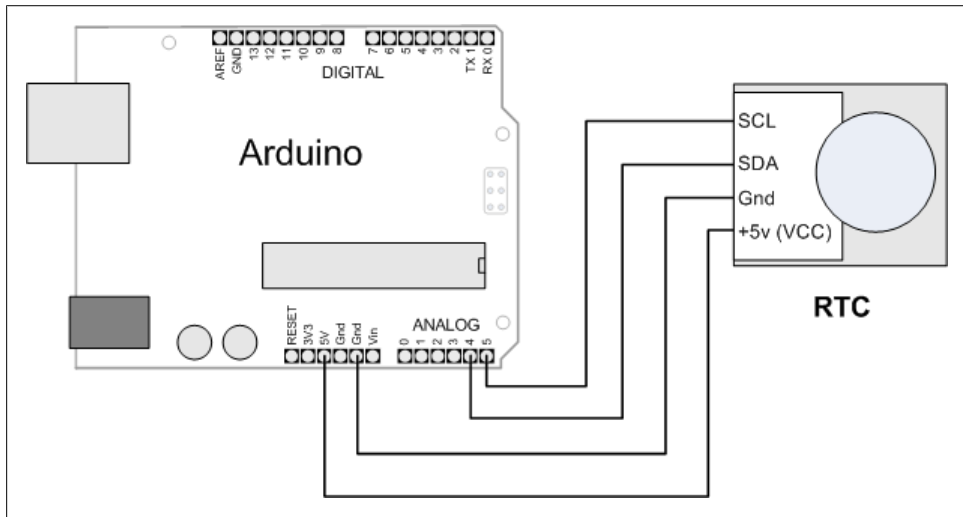 AREF GND 13 12 11 10 9 8 7 6 5 4 3 2 TX 1 RX 0
DIGITAL
Arduino
SCL
SDA
Gnd
+5v (VCC)
RTC
RESET 3V3 5V Gnd Gnd Vin
ANALOG
0 1 2 3 4 5